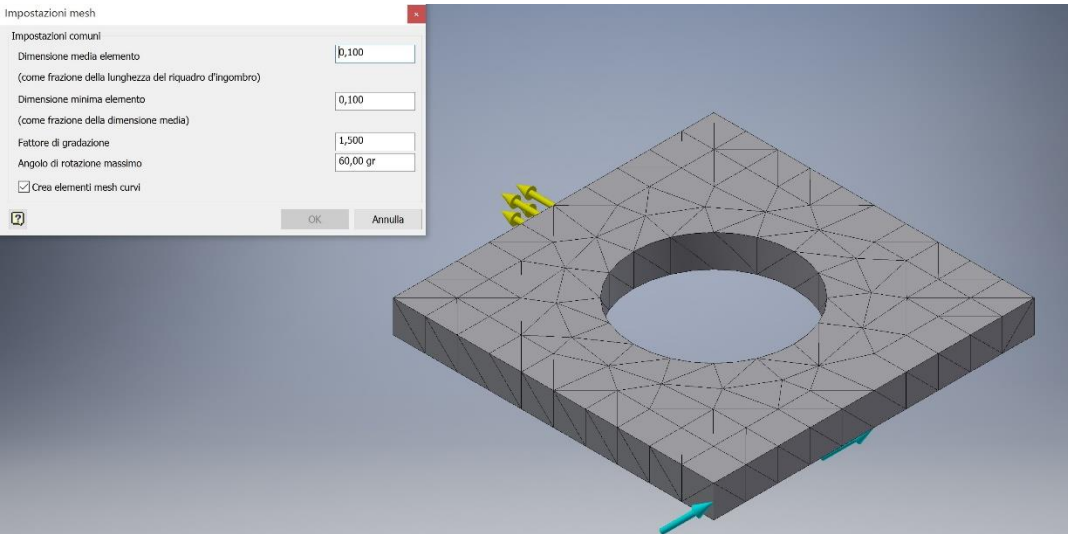 Impostazioni mesh
Impostazioni comuni
Dimensione media elemento 0,100
(come frazione della lunghezza del riquadro d'ingombro)
Dimensione minima elemento 0,100
(come frazione della dimensione media)
Fattore di gradazione 1,500
Angolo di rotazione massimo 60,00 gr
Crea elementi mesh curvi
OK Annulla